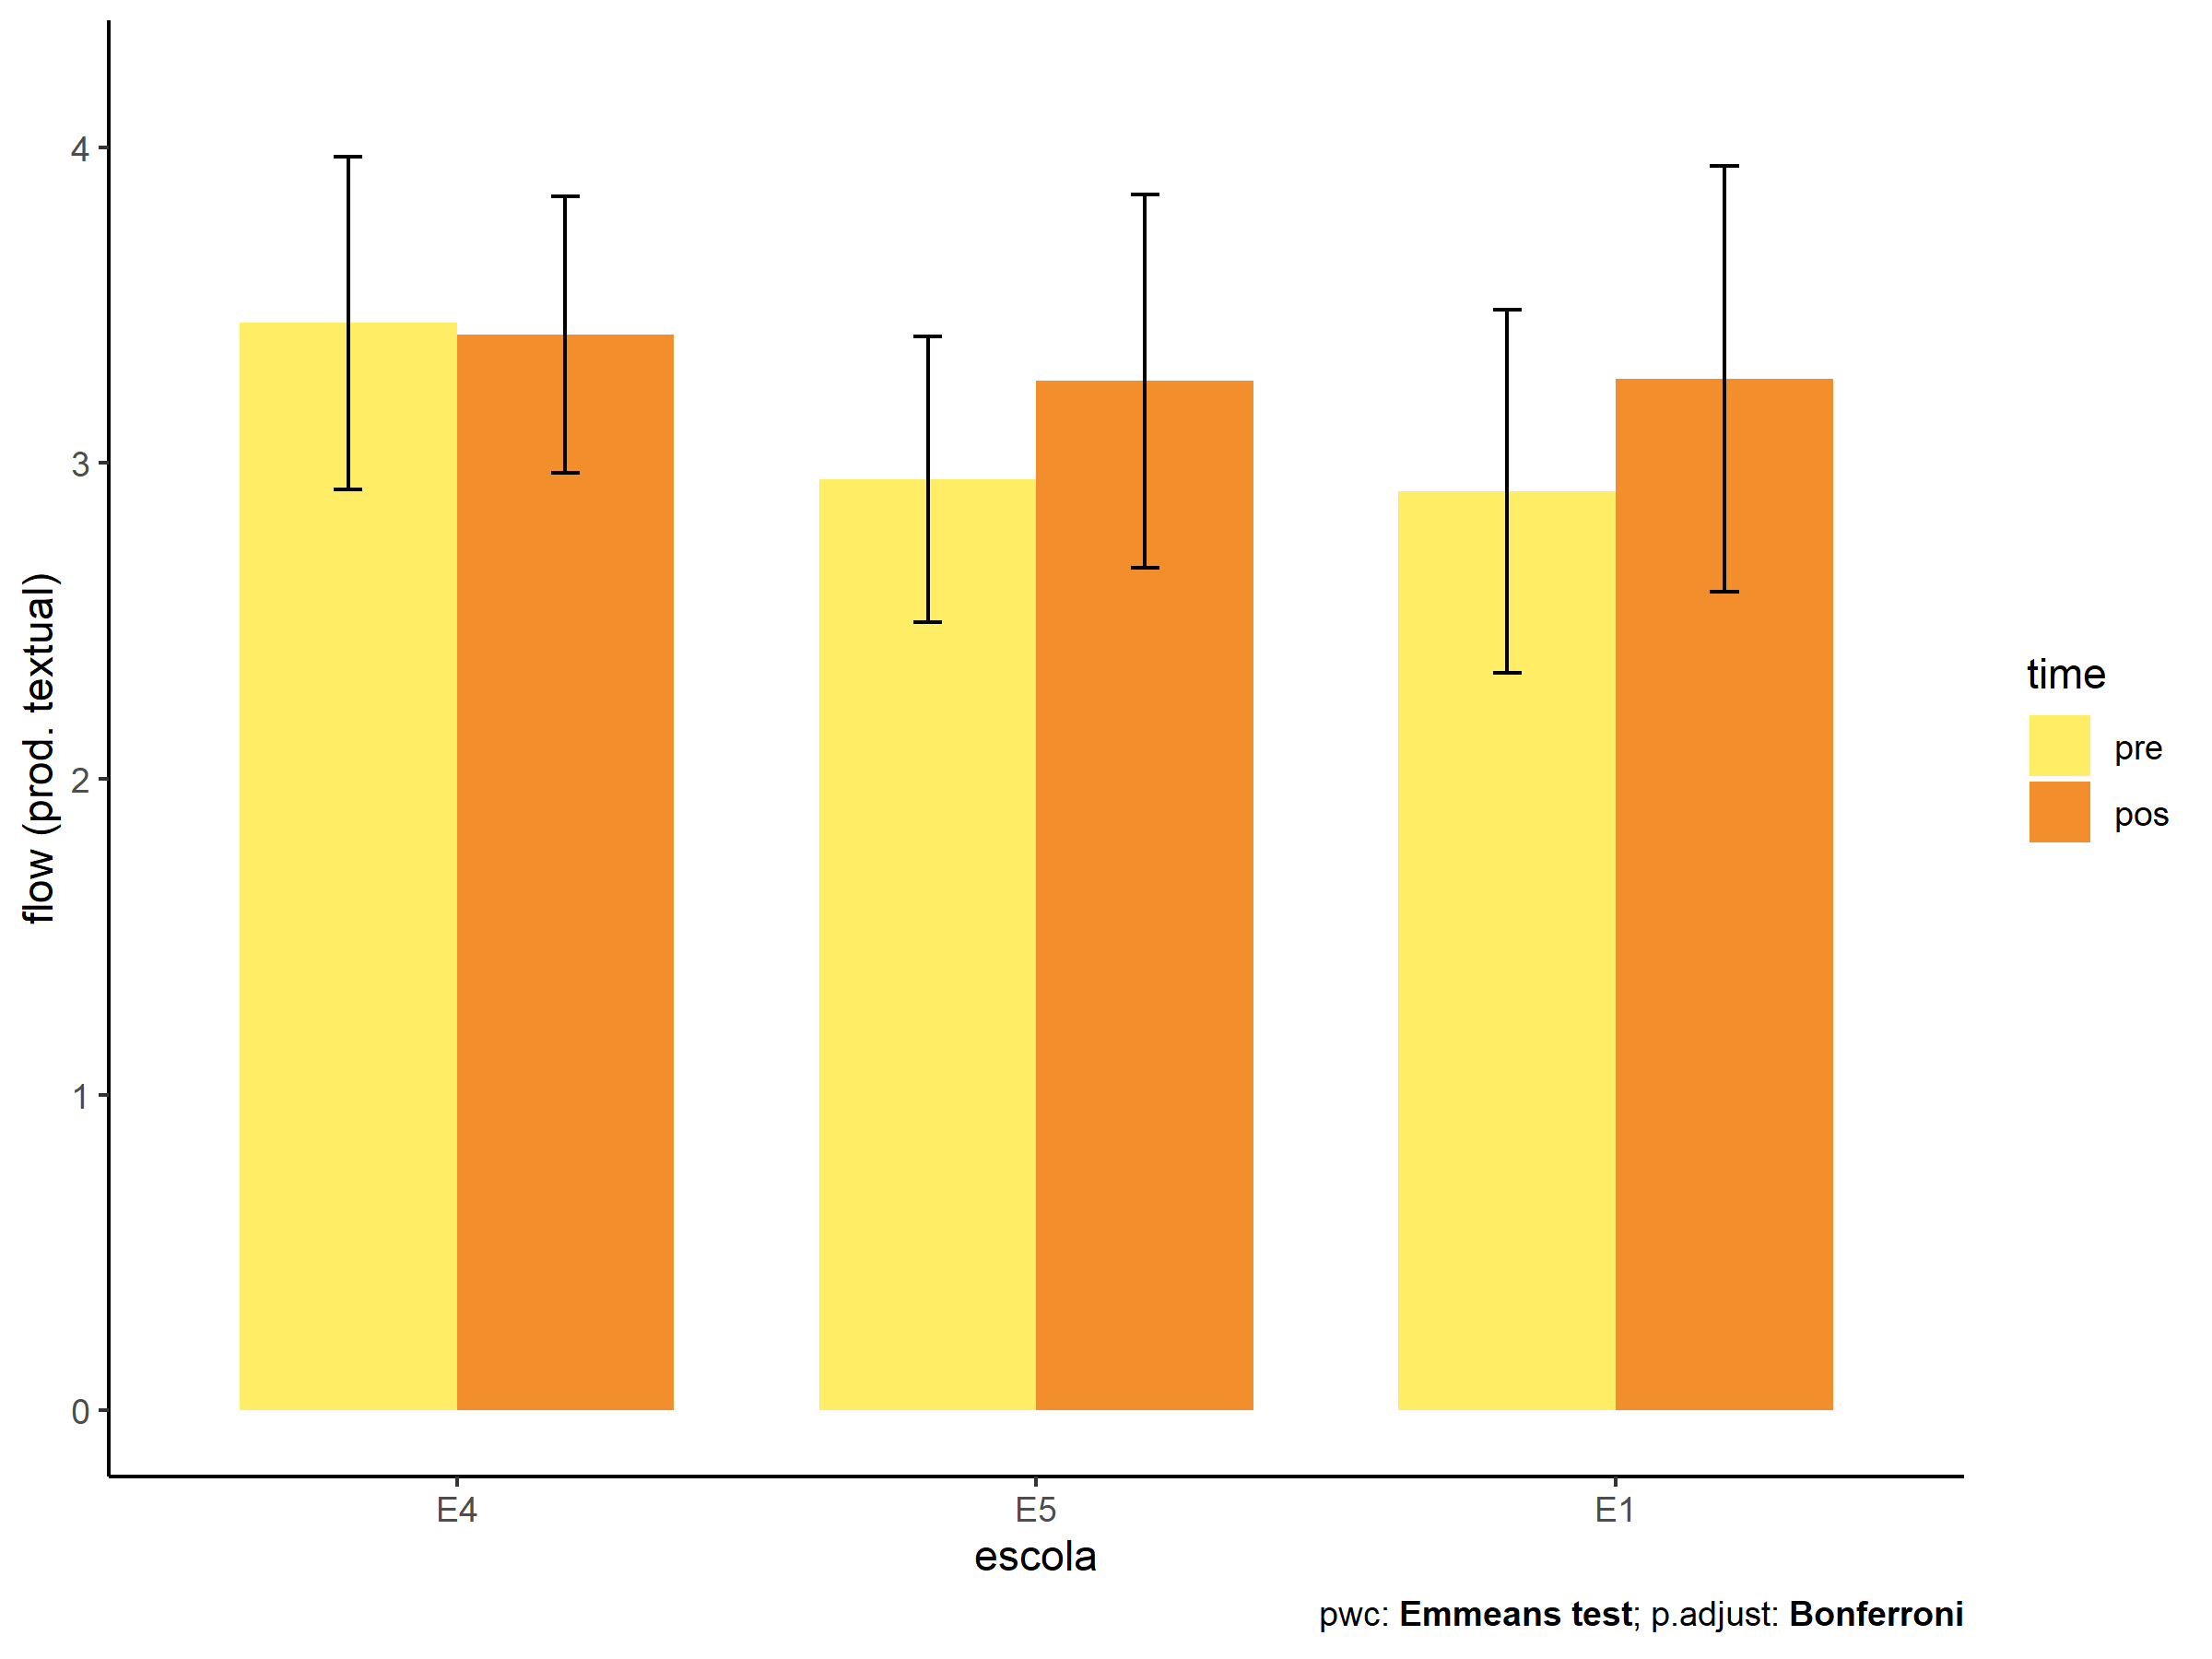 flow (prod. textual)
4
3
2
1
0
E4
E5
E1
escola
time
pre
pos
pwc: Emmeans test; p.adjust: Bonferroni